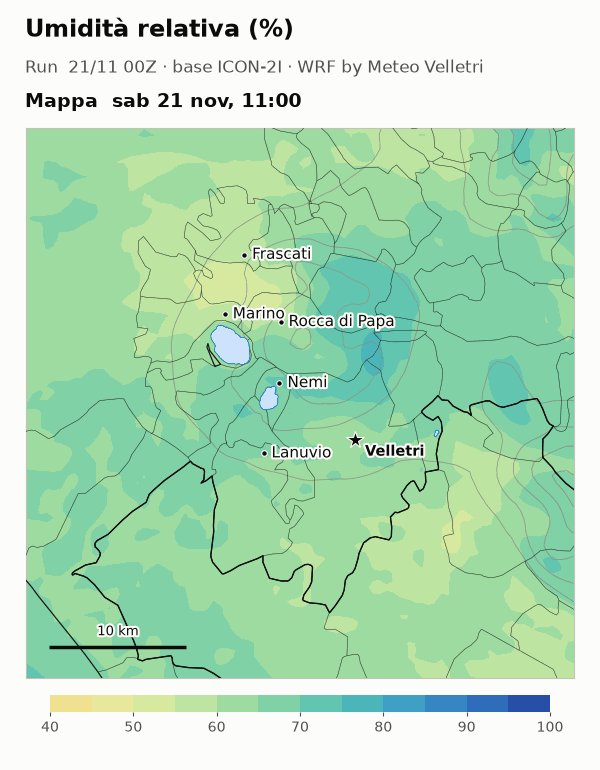 Umidità relativa (%)
Run  21/11 00Z · base ICON-2I · WRF by Meteo Velletri
Mappa  sab 21 nov, 11:00
Frascati
Marino
Rocca di Papa
Nemi
Velletri
Lanuvio
10 km
40 50 60 70 80 90 100